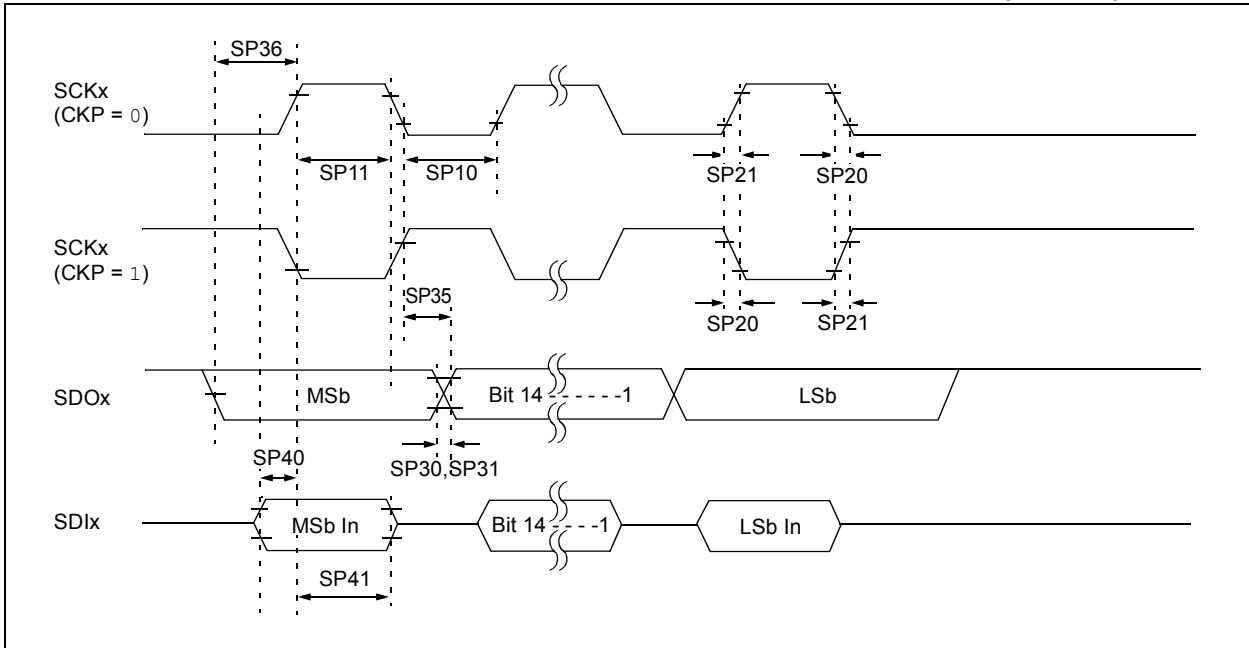 SP36
SCKx
(CKP = 0)
SP11
SP10
SP21
SP20
SCKx
(CKP = 1)
SP35
SP20
SP21
SDOx
MSb
Bit 14 - - - - - -1
LSb
SP40
SP30,SP31
SDIx
MSb In
Bit 14 - - - -1
LSb In
SP41